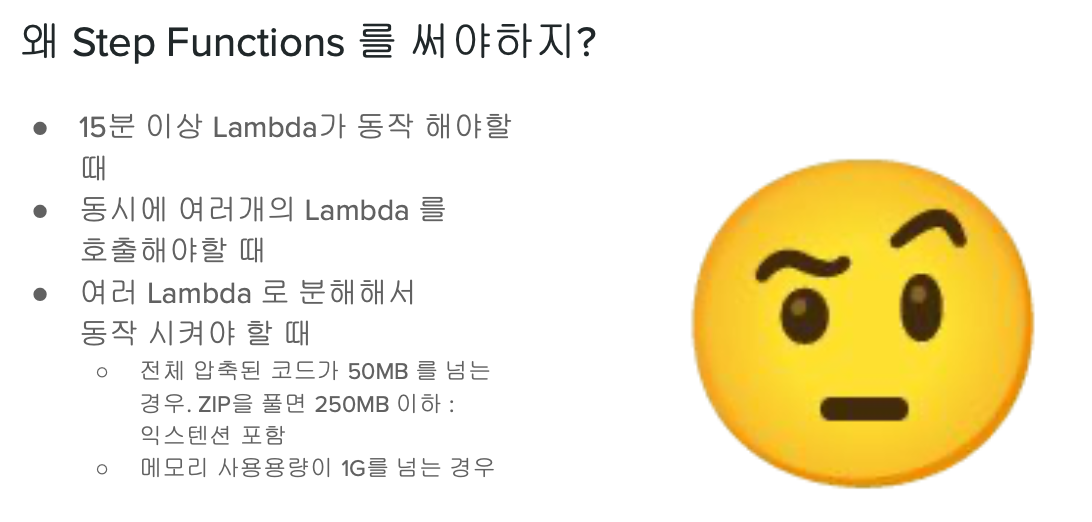 왜 Step Functions 를 써야하지?
● 15분 이상 Lambda가 동작 해야할
때
● 동시에 여러개의 Lambda 를
호출해야할 때
● 여러 Lambda 로 분해해서
동작 시켜야 할 때
○ 전체 압축된 코드가 50MB 를 넘는
경우. ZIP을 풀면 250MB 이하 :
익스텐션 포함
○ 메모리 사용용량이 1G를 넘는 경우